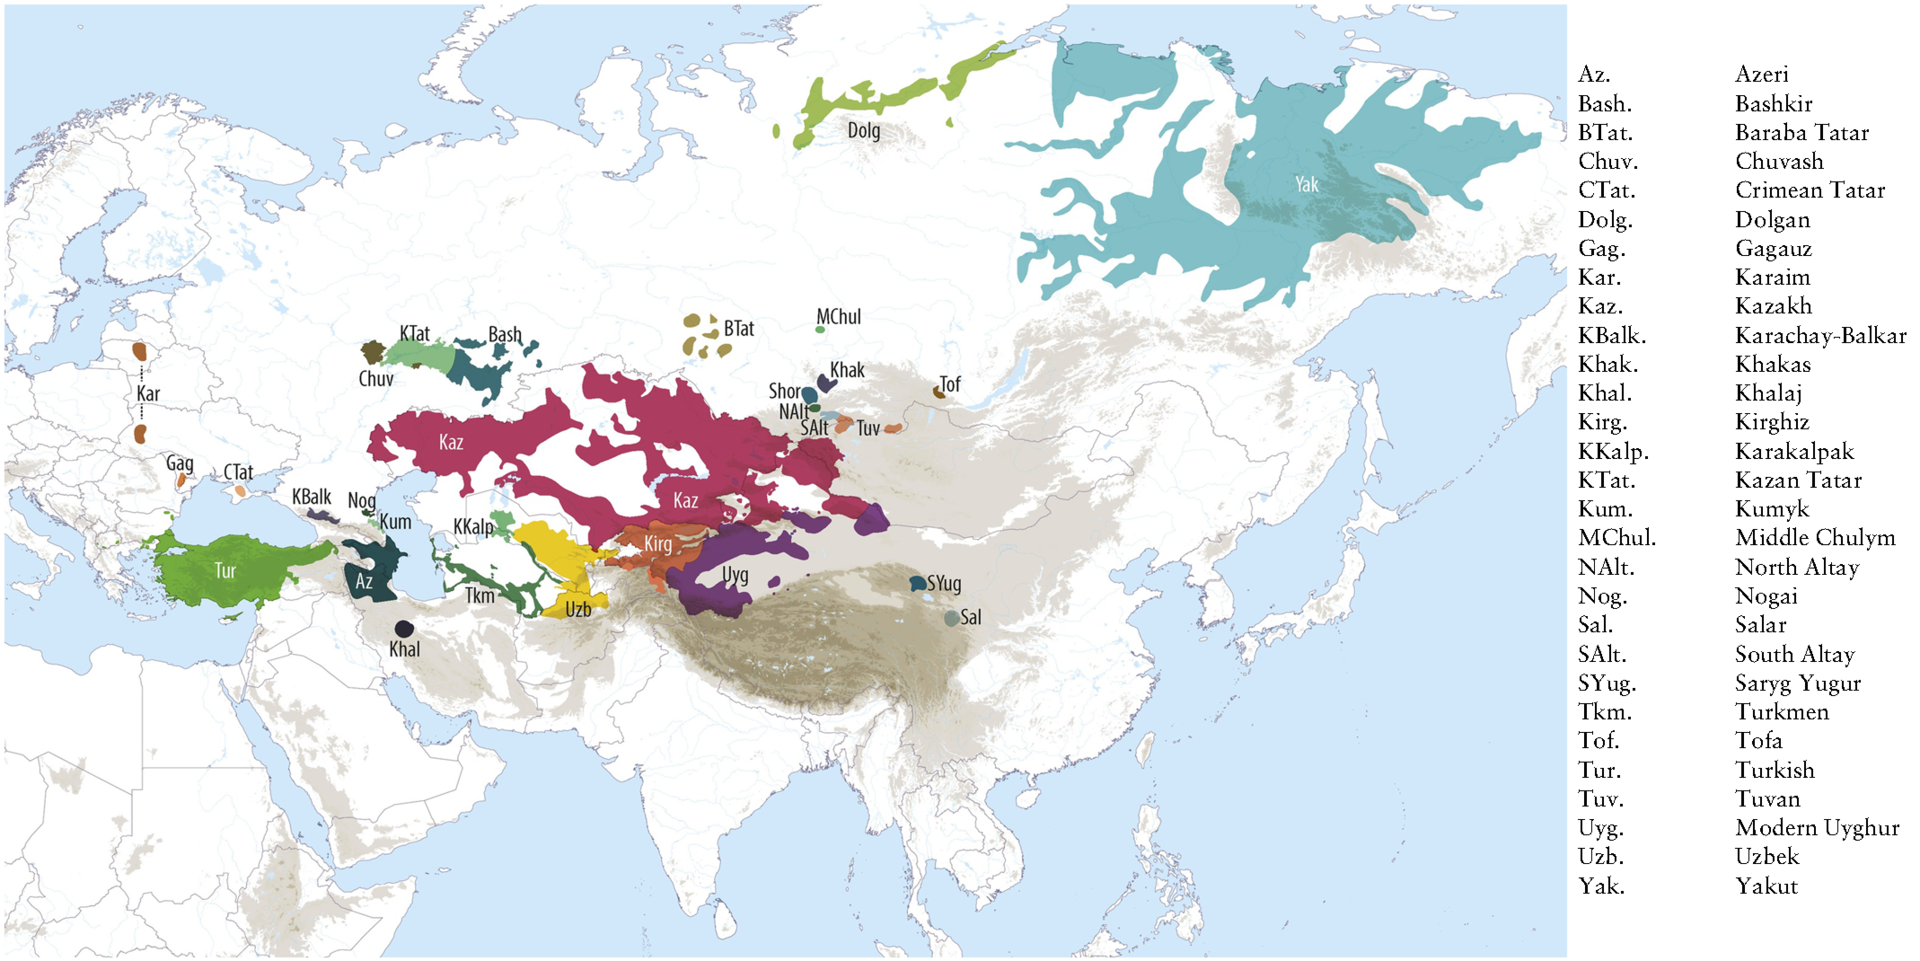 Dolg
Yak
MChul
KTat
Bash
BTat
Chuv
Khak
Tof
Shor
NAlt
SAlt
Tuv
Kar
Kaz
Gag
CTat
KBalk
Nog
Kum
KKalp
Kaz
Kirg
Tur
Az
Tkm
Uzb
Uyg
SYug
Sal
Khal
Az. Azeri
Bash. Bashkir
BTat. Baraba Tatar
Chuv. Chuvash
CTat. Crimean Tatar
Dolg. Dolgan
Gag. Gagauz
Kar. Karaim
Kaz. Kazakh
KBalk. Karachay-Balkar
Khak. Khakas
Khal. Khalaj
Kirg. Kirghiz
KKalp. Karakalpak
KTat. Kazan Tatar
Kum. Kumyk
MChul. Middle Chulym
NAlt. North Altay
Nog. Nogai
Sal. Salar
SAlt. South Altay
SYug. Saryg Yugur
Tkm. Turkmen
Tof. Tofa
Tur. Turkish
Tuv. Tuvan
Uyg. Modern Uyghur
Uzb. Uzbek
Yak. Yakut